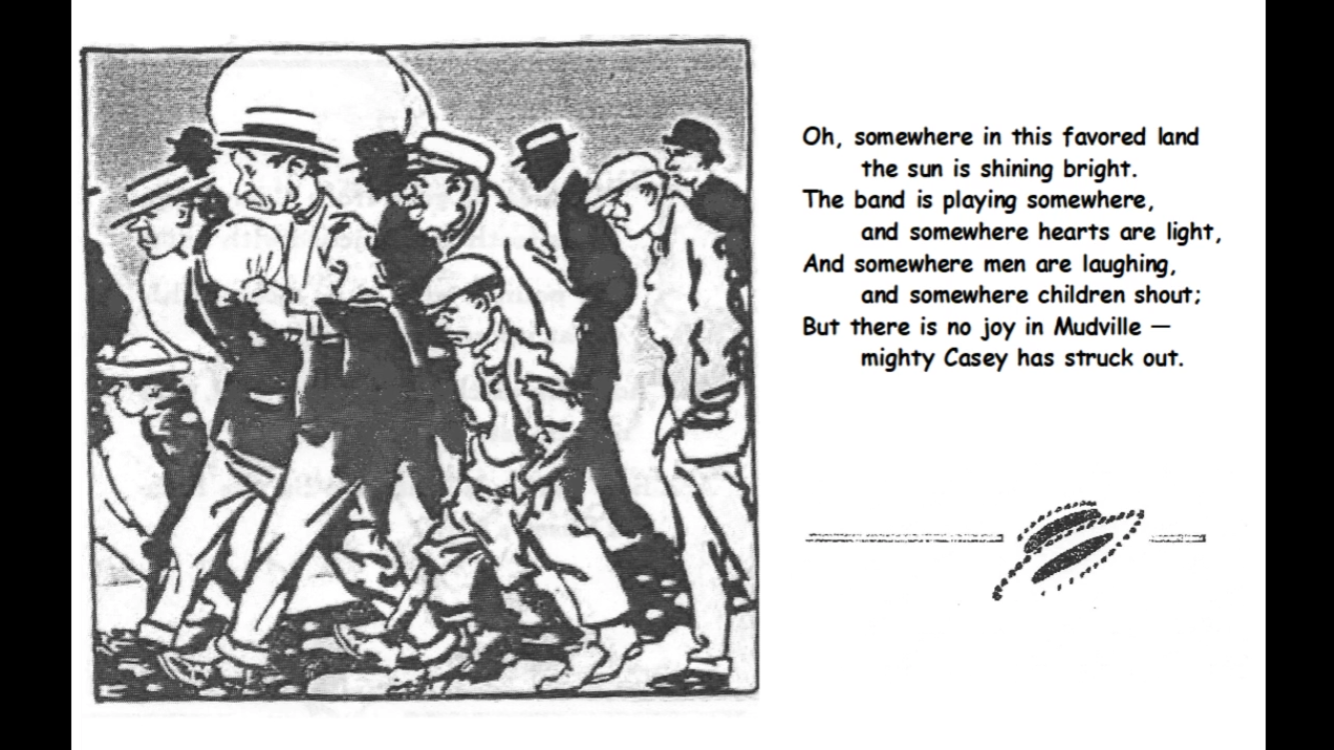 Oh, somewhere in this favored land
the sun is shining bright.
The band is playing somewhere,
and somewhere hearts are light,
And somewhere men are laughing,
and somewhere children shout;
But there is no joy in Mudville —
mighty Casey has struck out.